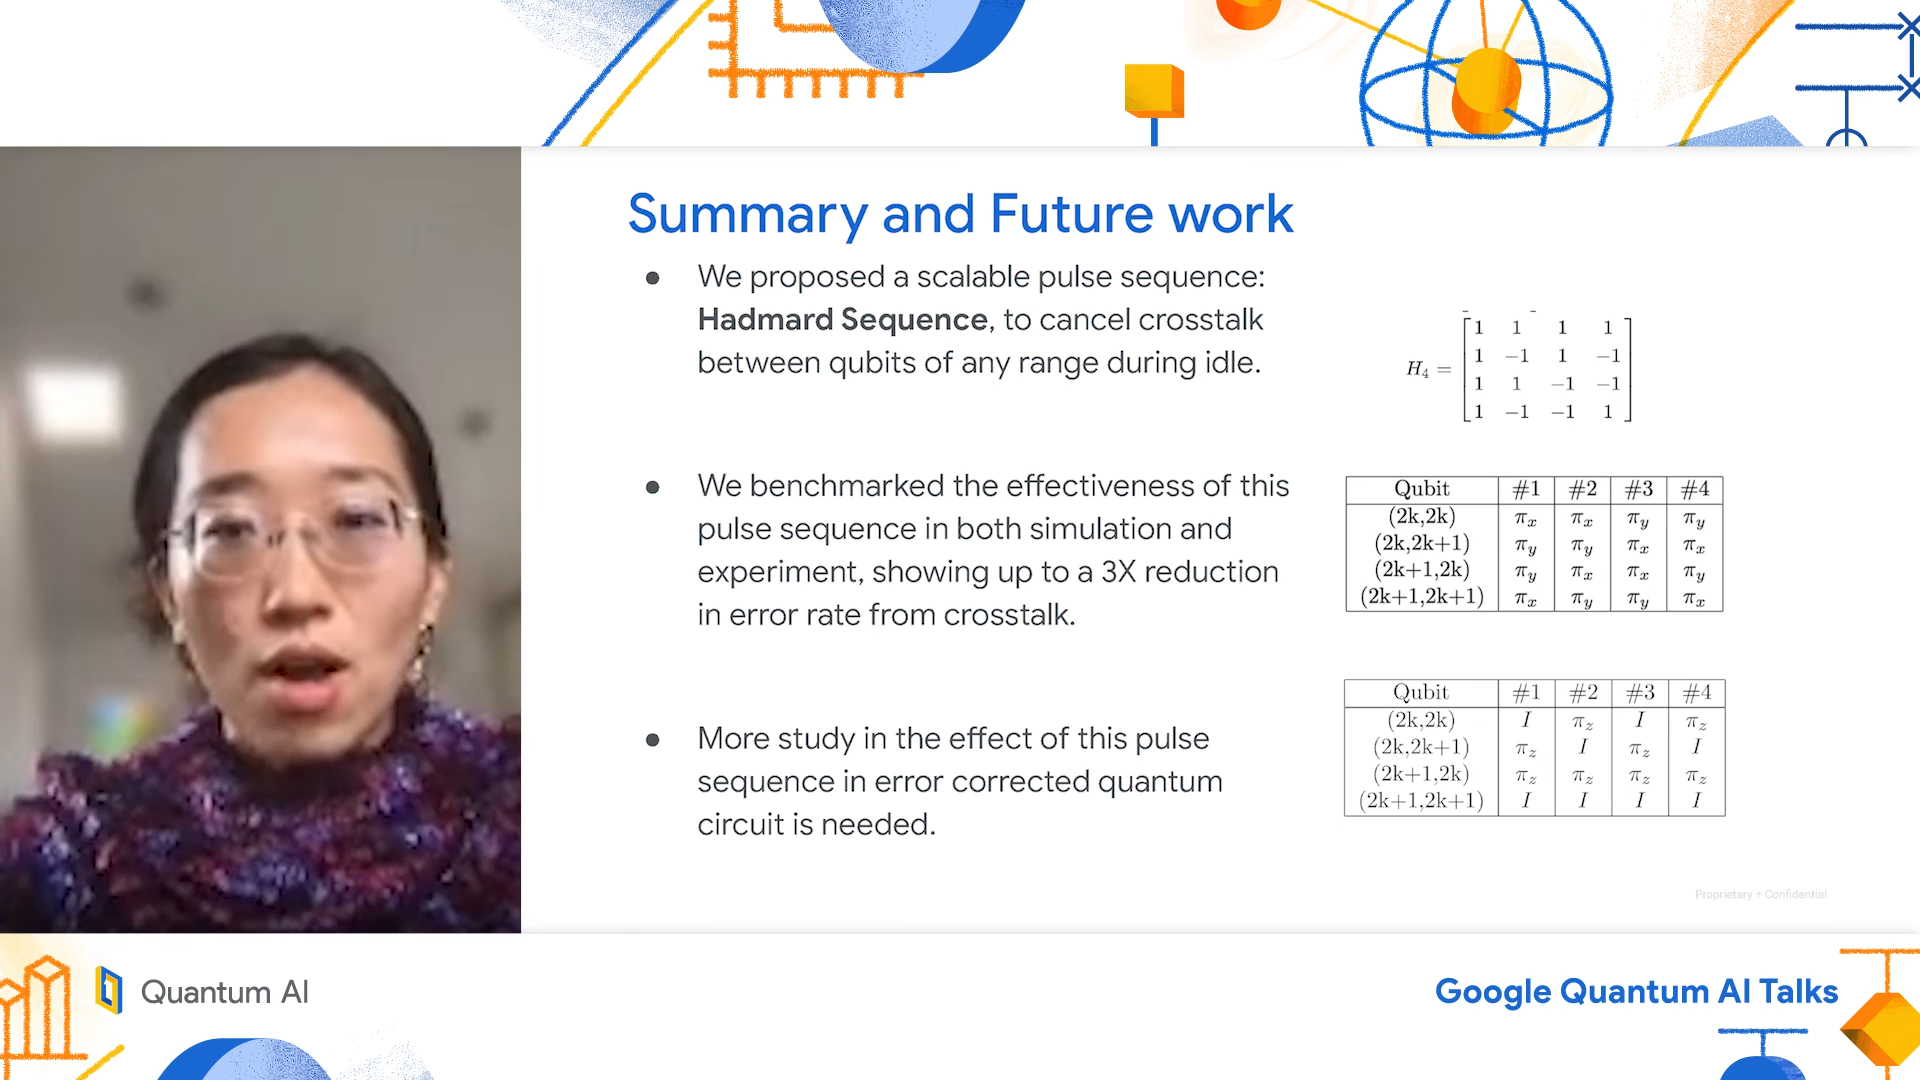 Summary and Future work
● We proposed a scalable pulse sequence:
Hadmard Sequence, to cancel crosstalk
between qubits of any range during idle.
● We benchmarked the effectiveness of this
pulse sequence in both simulation and
experiment, showing up to a 3X reduction
in error rate from crosstalk.
● More study in the effect of this pulse
sequence in error corrected quantum
circuit is needed.
1 1 1 1
1 −1 1 −1
H₄ =
1 1 −1 −1
1 −1 −1 1
Qubit #1 #2 #3 #4
(2k,2k) πx πx πy πy
(2k,2k+1) πy πy πx πx
(2k+1,2k) πy πx πx πy
(2k+1,2k+1) πx πy πy πx
Qubit #1 #2 #3 #4
(2k,2k) I πz I πz
(2k,2k+1) πz I πz I
(2k+1,2k) πz πz πz πz
(2k+1,2k+1) I I I I
Proprietary + Confidential
Quantum AI
Google Quantum AI Talks